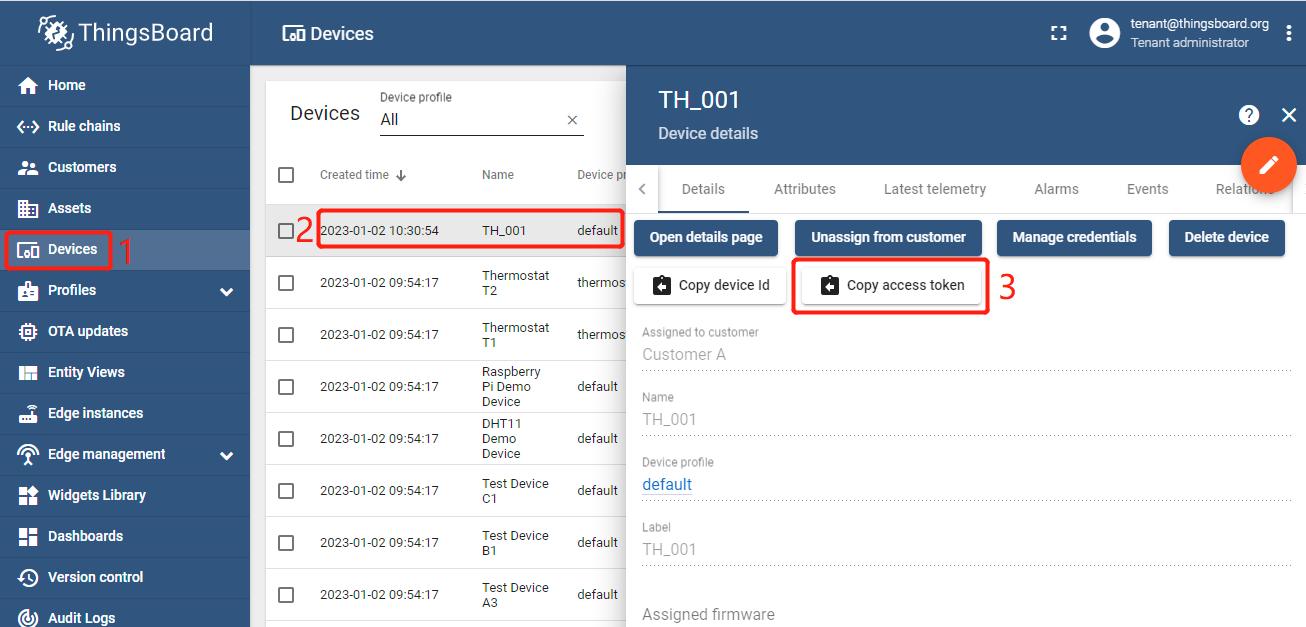 ThingsBoard
Devices
tenant@thingsboard.org
Tenant administrator
Home
Rule chains
Customers
Assets
Devices
1
Profiles
OTA updates
Entity Views
Edge instances
Edge management
Widgets Library
Dashboards
Version control
Audit Logs
Devices
Device profile
All
Created time
Name
Device pr
2
2023-01-02 10:30:54
TH_001
default
2023-01-02 09:54:17
Thermostat
T2
thermos
2023-01-02 09:54:17
Thermostat
T1
thermos
2023-01-02 09:54:17
Raspberry
Pi Demo
Device
default
2023-01-02 09:54:17
DHT11
Demo
Device
default
2023-01-02 09:54:17
Test Device
C1
default
2023-01-02 09:54:17
Test Device
B1
default
2023-01-02 09:54:17
Test Device
A3
default
TH_001
Device details
?
Details
Attributes
Latest telemetry
Alarms
Events
Relations
Open details page
Unassign from customer
Manage credentials
Delete device
Copy device Id
Copy access token
3
Assigned to customer
Customer A
Name
TH_001
Device profile
default
Label
TH_001
Assigned firmware